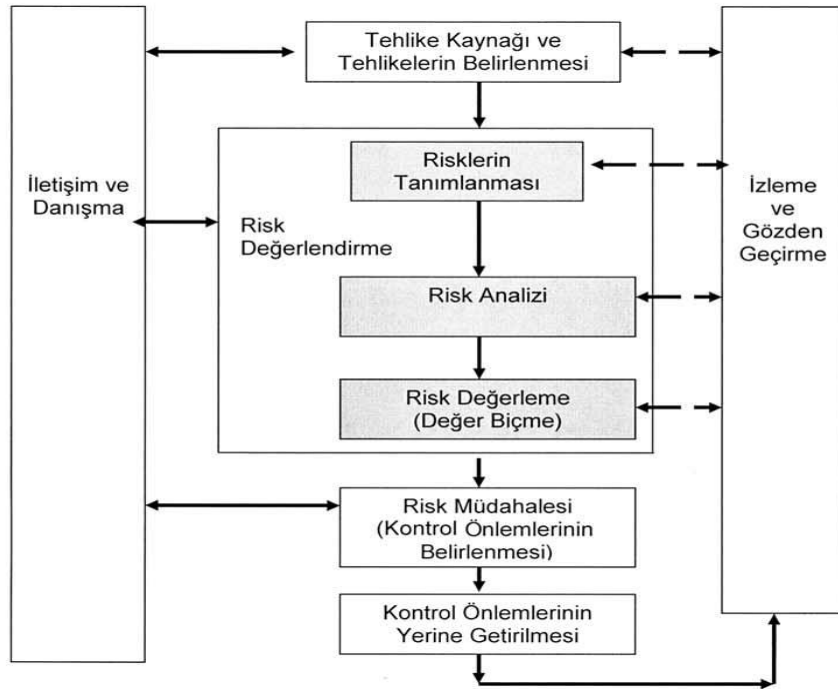 Tehlike Kaynağı ve
Tehlikelerin Belirlenmesi
İletişim ve
Danışma
Risk
Değerlendirme
Risklerin
Tanımlanması
Risk Analizi
Risk Değerleme
(Değer Biçme)
İzleme
ve
Gözden
Geçirme
Risk Müdahalesi
(Kontrol Önlemlerinin
Belirlenmesi)
Kontrol Önlemlerinin
Yerine Getirilmesi